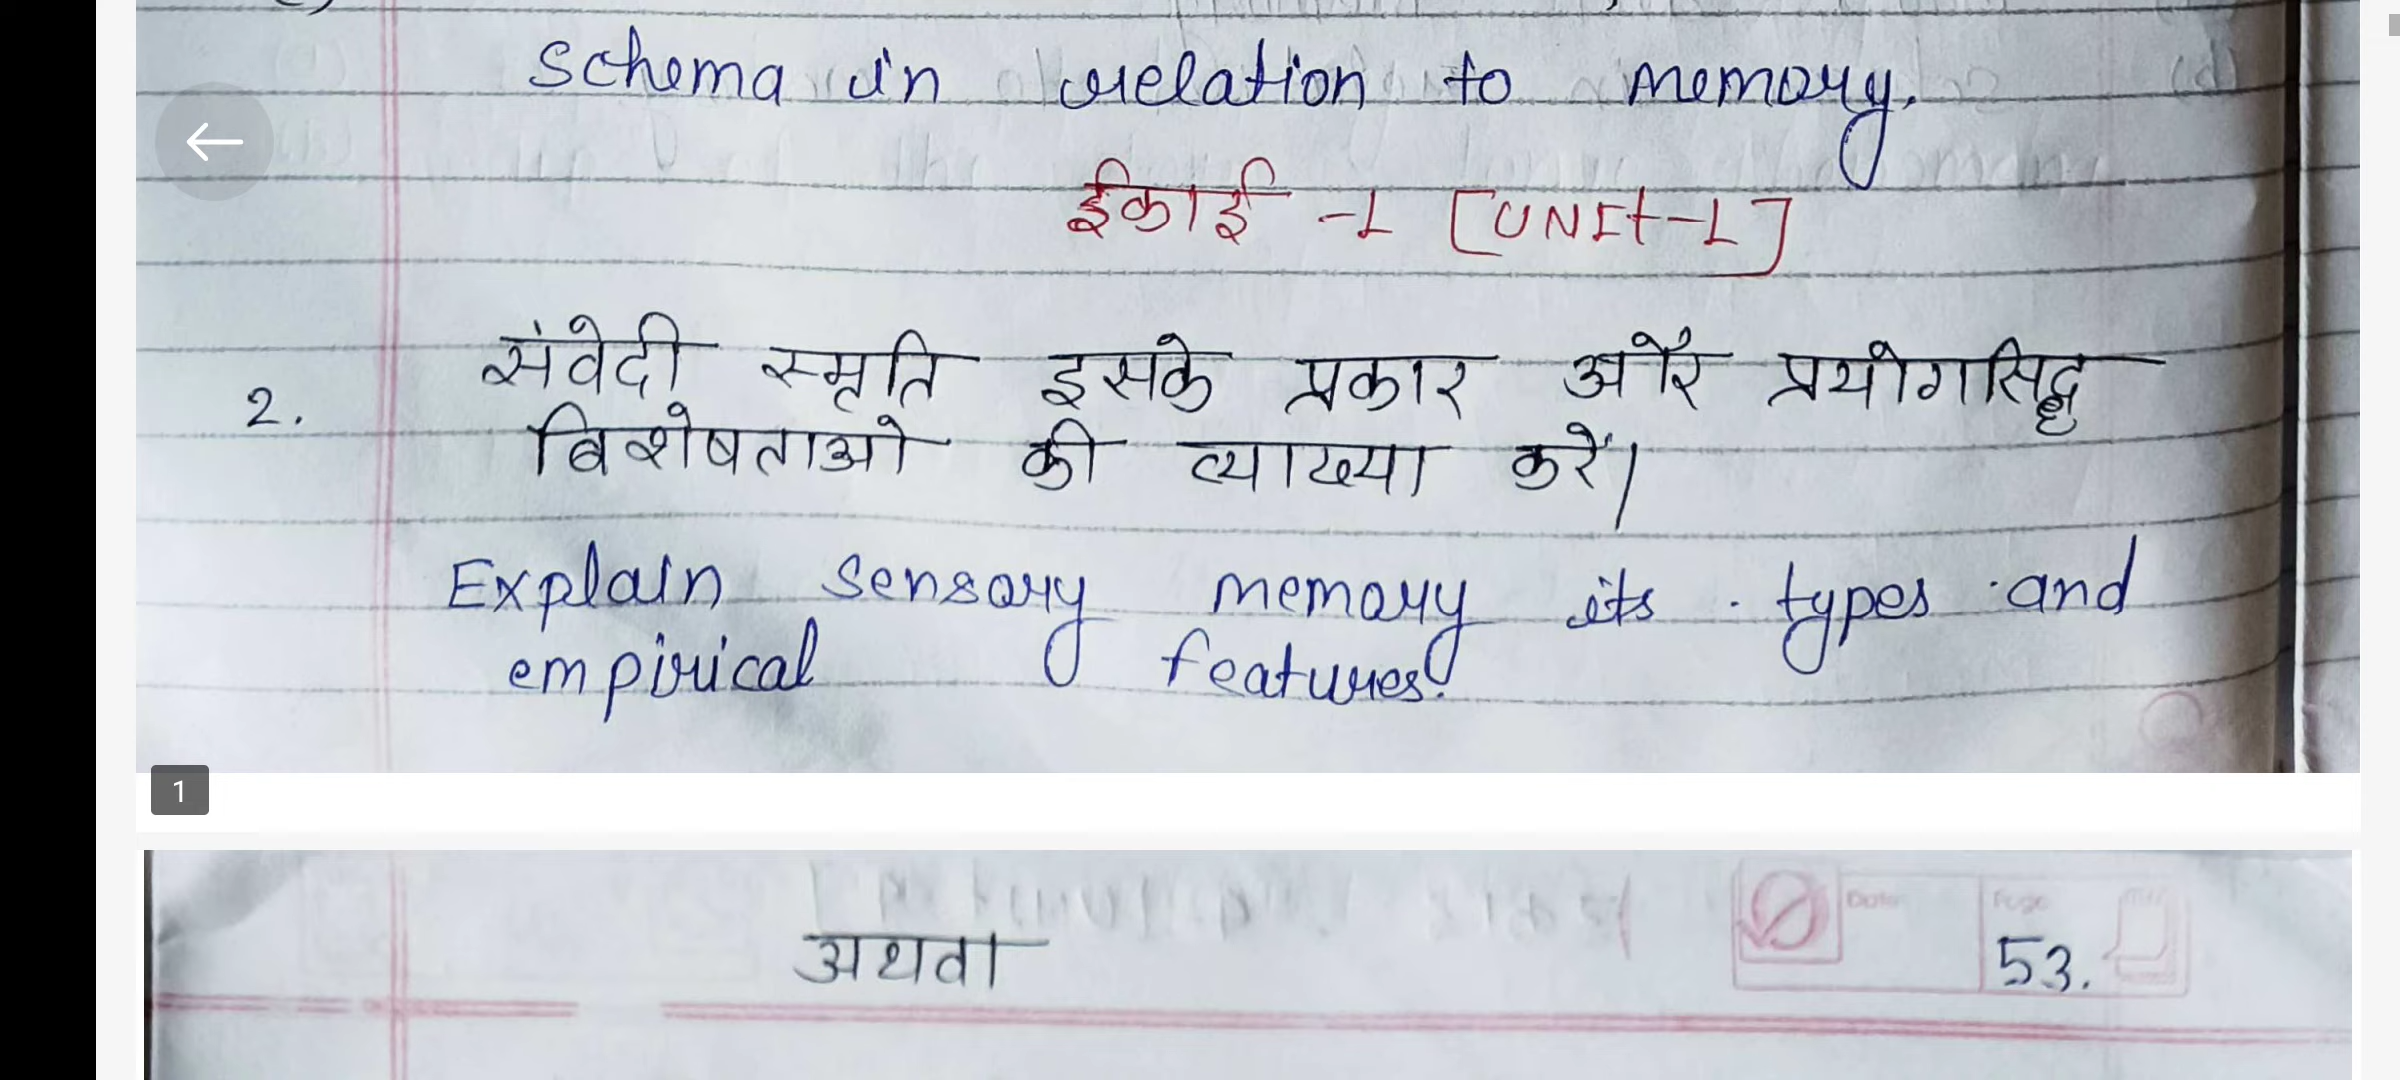 Schema in relation to memory.
ईकाई -1 [UNIt-1]
2. संवेदी स्मृति इसके प्रकार और प्रयोगसिद्ध
विशेषताओ की व्याख्या करें।
Explain sensory memory its types and
empirical features.
1
अथवा
Date Page
53.